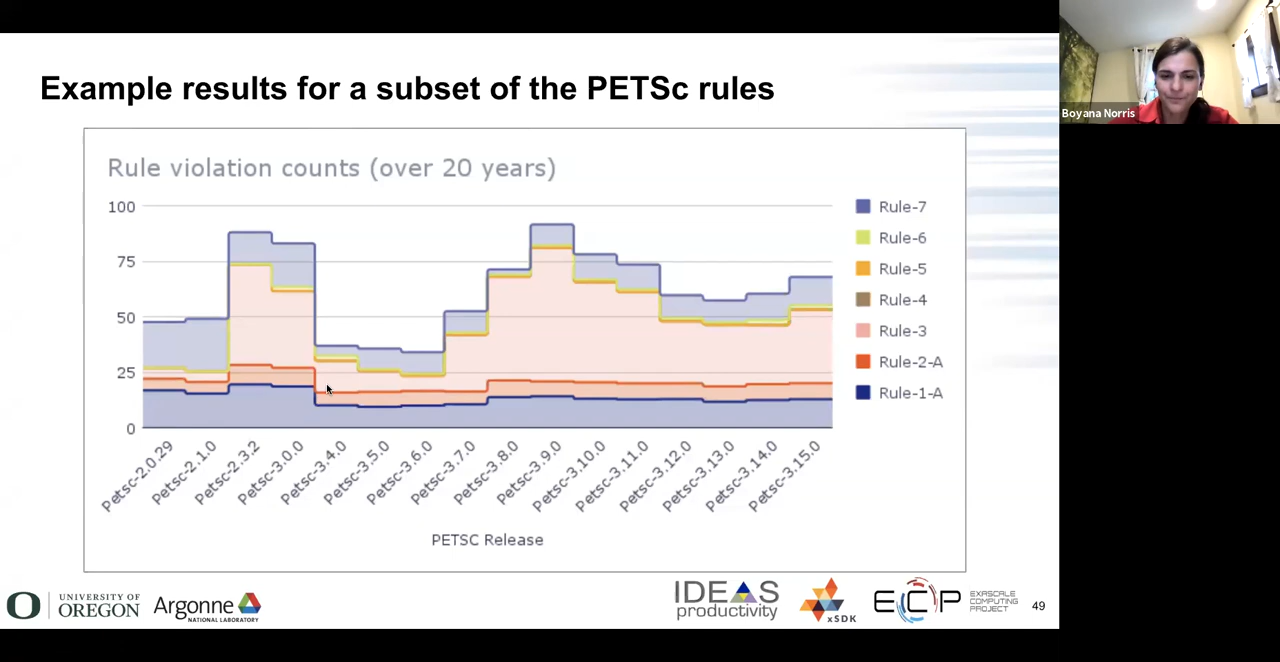 Example results for a subset of the PETSc rules
Boyana Norris
Rule violation counts (over 20 years)
100
75
50
25
0
Rule-7
Rule-6
Rule-5
Rule-4
Rule-3
Rule-2-A
Rule-1-A
Petsc-2.0.29
Petsc-2.1.0
Petsc-2.3.2
Petsc-3.0.0
Petsc-3.4.0
Petsc-3.5.0
Petsc-3.6.0
Petsc-3.7.0
Petsc-3.8.0
Petsc-3.9.0
Petsc-3.10.0
Petsc-3.11.0
Petsc-3.12.0
Petsc-3.13.0
Petsc-3.14.0
Petsc-3.15.0
PETSC Release
O
UNIVERSITY OF
OREGON
Argonne
NATIONAL LABORATORY
IDEAS
productivity
xSDK
ECP
EXASCALE
COMPUTING
PROJECT
49